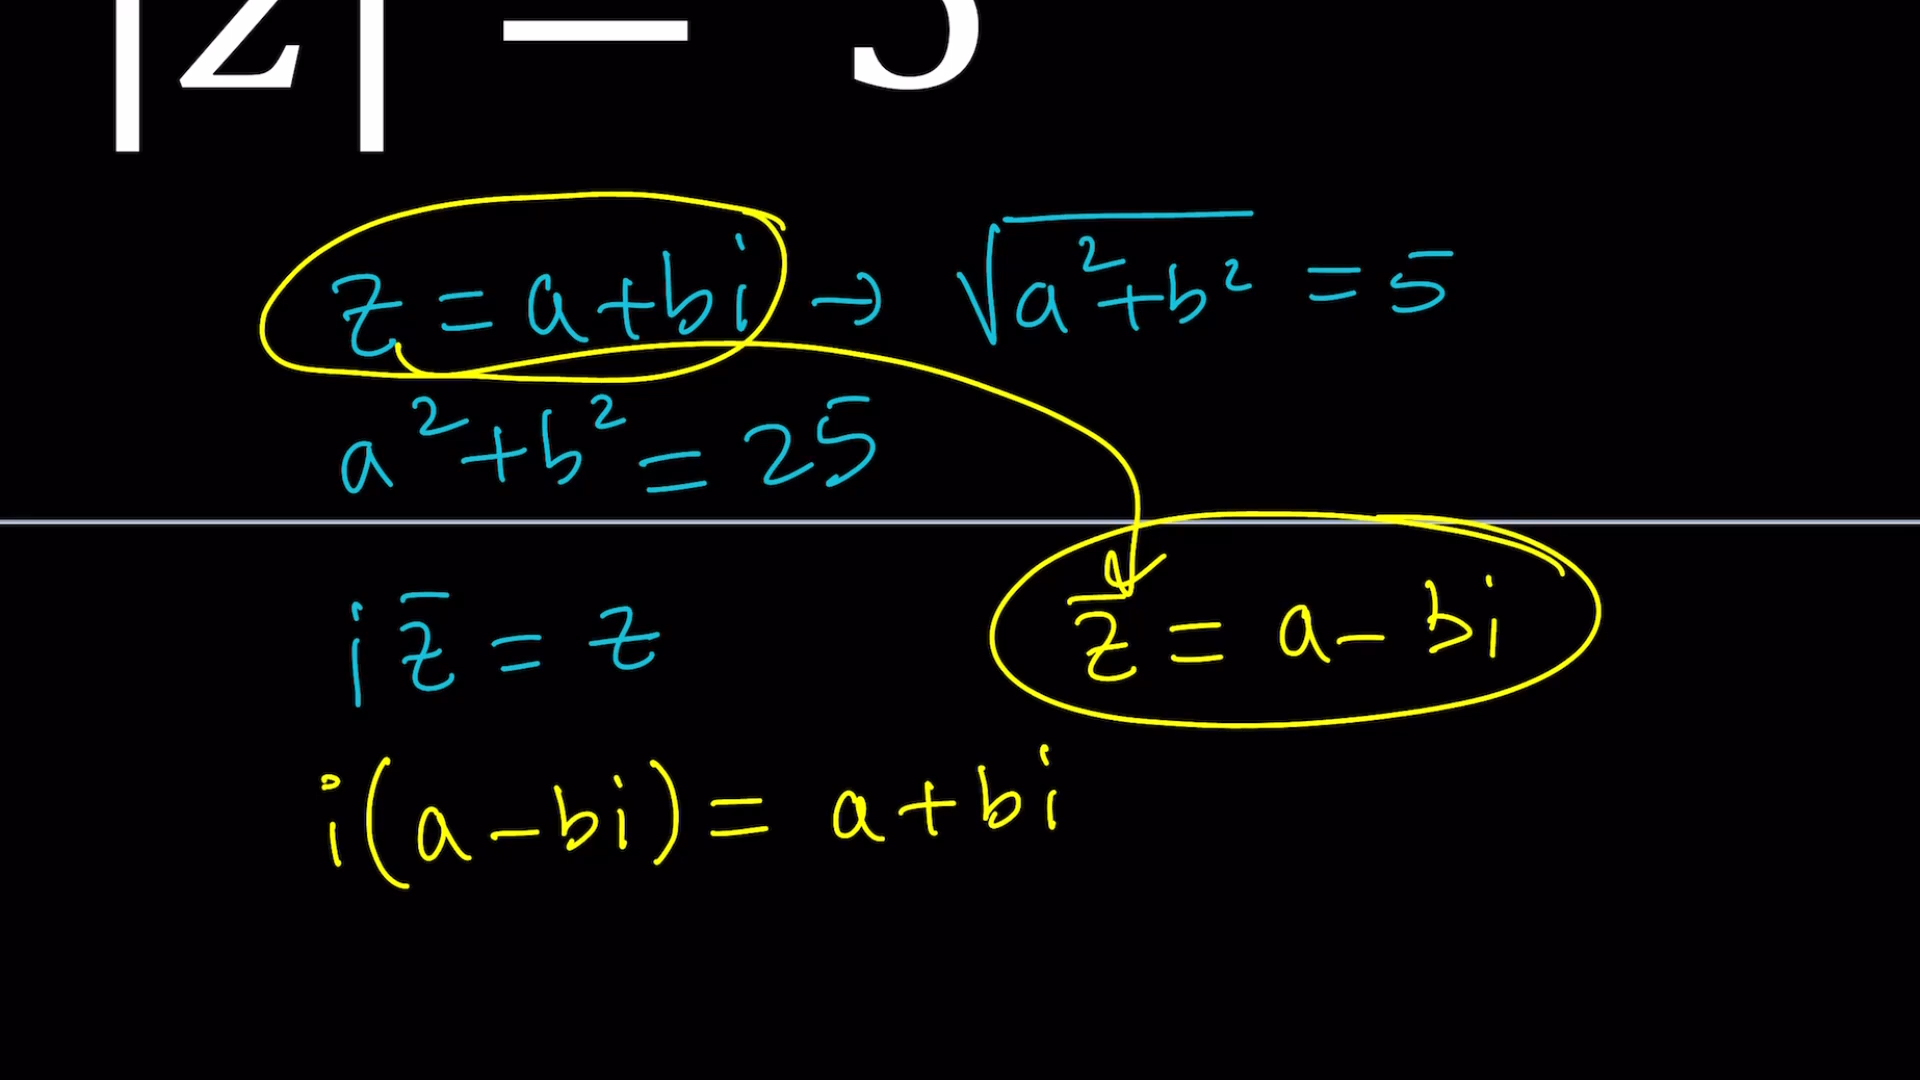 |z| = 5
z = a + bi → √(a² + b²) = 5
a² + b² = 25
i z̅ = z
z̅ = a - bi
i(a - bi) = a + bi